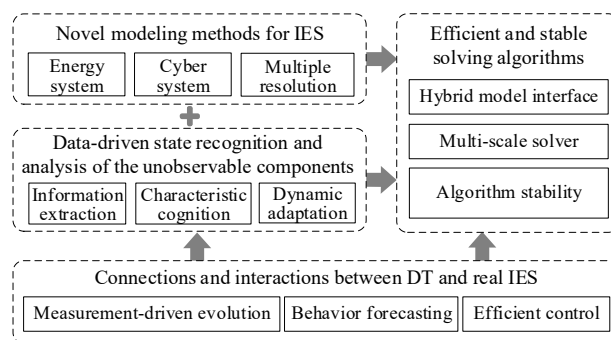 Novel modeling methods for IES
Energy
system
Cyber
system
Multiple
resolution
Data-driven state recognition and
analysis of the unobservable components
Information
extraction
Characteristic
cognition
Dynamic
adaptation
Efficient and stable
solving algorithms
Hybrid model interface
Multi-scale solver
Algorithm stability
Connections and interactions between DT and real IES
Measurement-driven evolution
Behavior forecasting
Efficient control